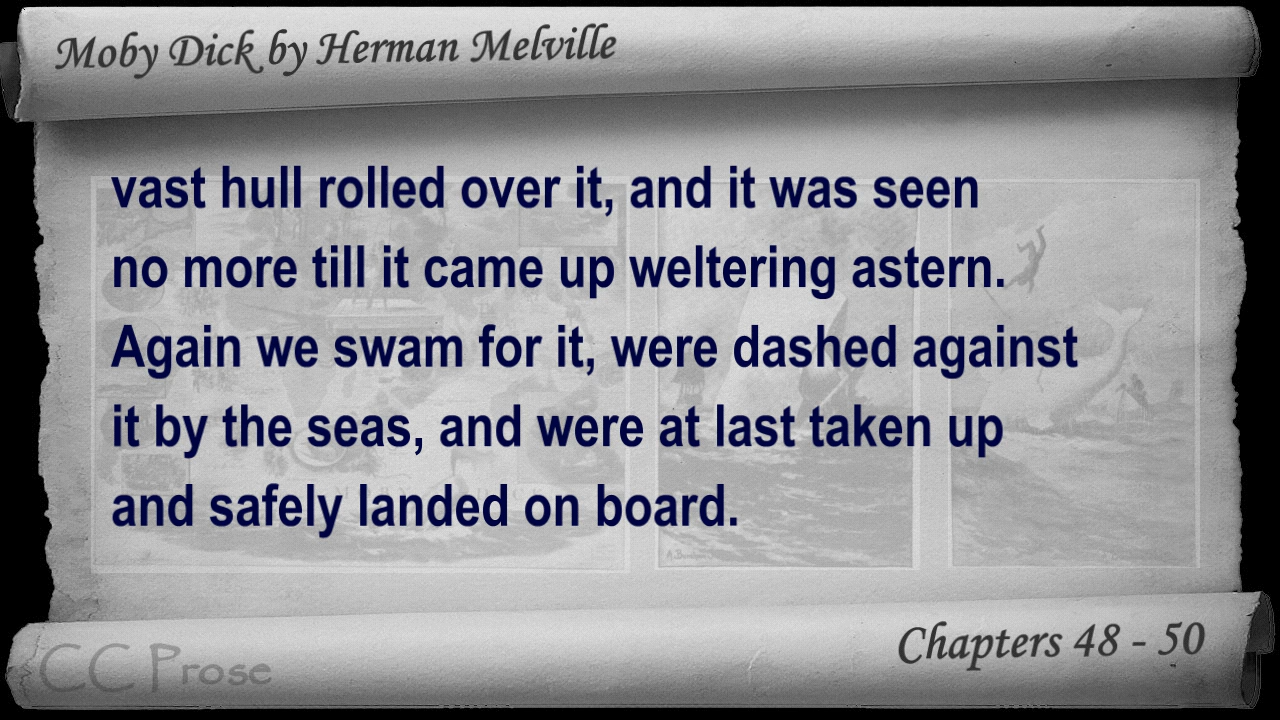 Moby Dick by Herman Melville
vast hull rolled over it, and it was seen
no more till it came up weltering astern.
Again we swam for it, were dashed against
it by the seas, and were at last taken up
and safely landed on board.
Chapters 48 - 50
CC Prose